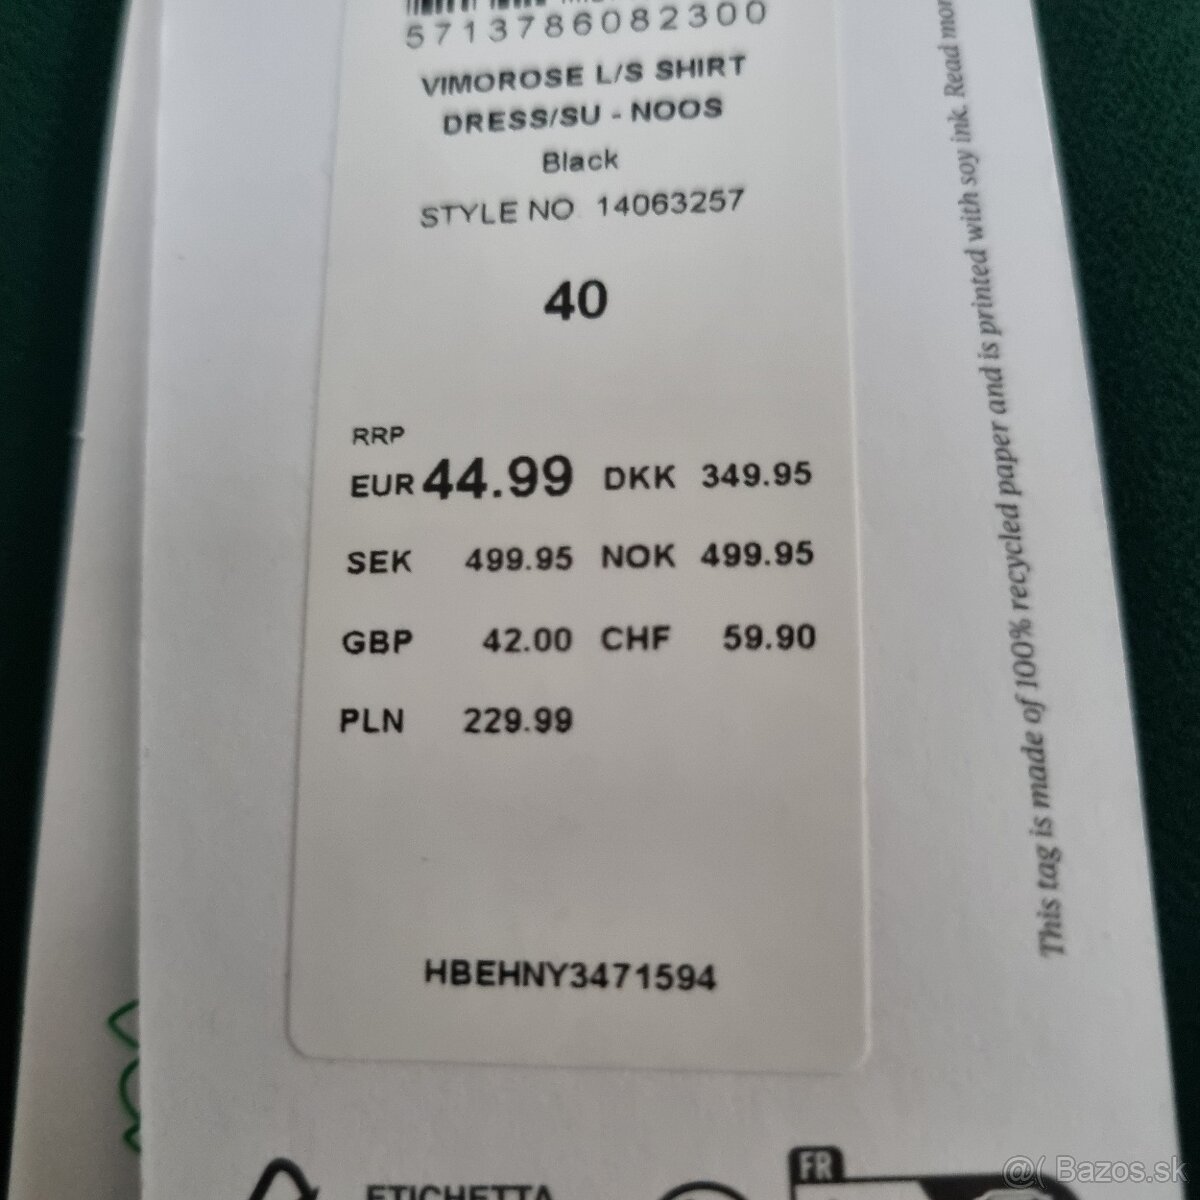 5713786082300
VIMOROSE L/S SHIRT
DRESS/SU - NOOS
Black
STYLE NO 14063257
40
RRP
EUR 44.99 DKK 349.95
SEK 499.95 NOK 499.95
GBP 42.00 CHF 59.90
PLN 229.99
HBEHNY3471594
This tag is made of 100% recycled paper and is printed with soy ink. Read
FR
ETICHETTA
@( Bazos.sk